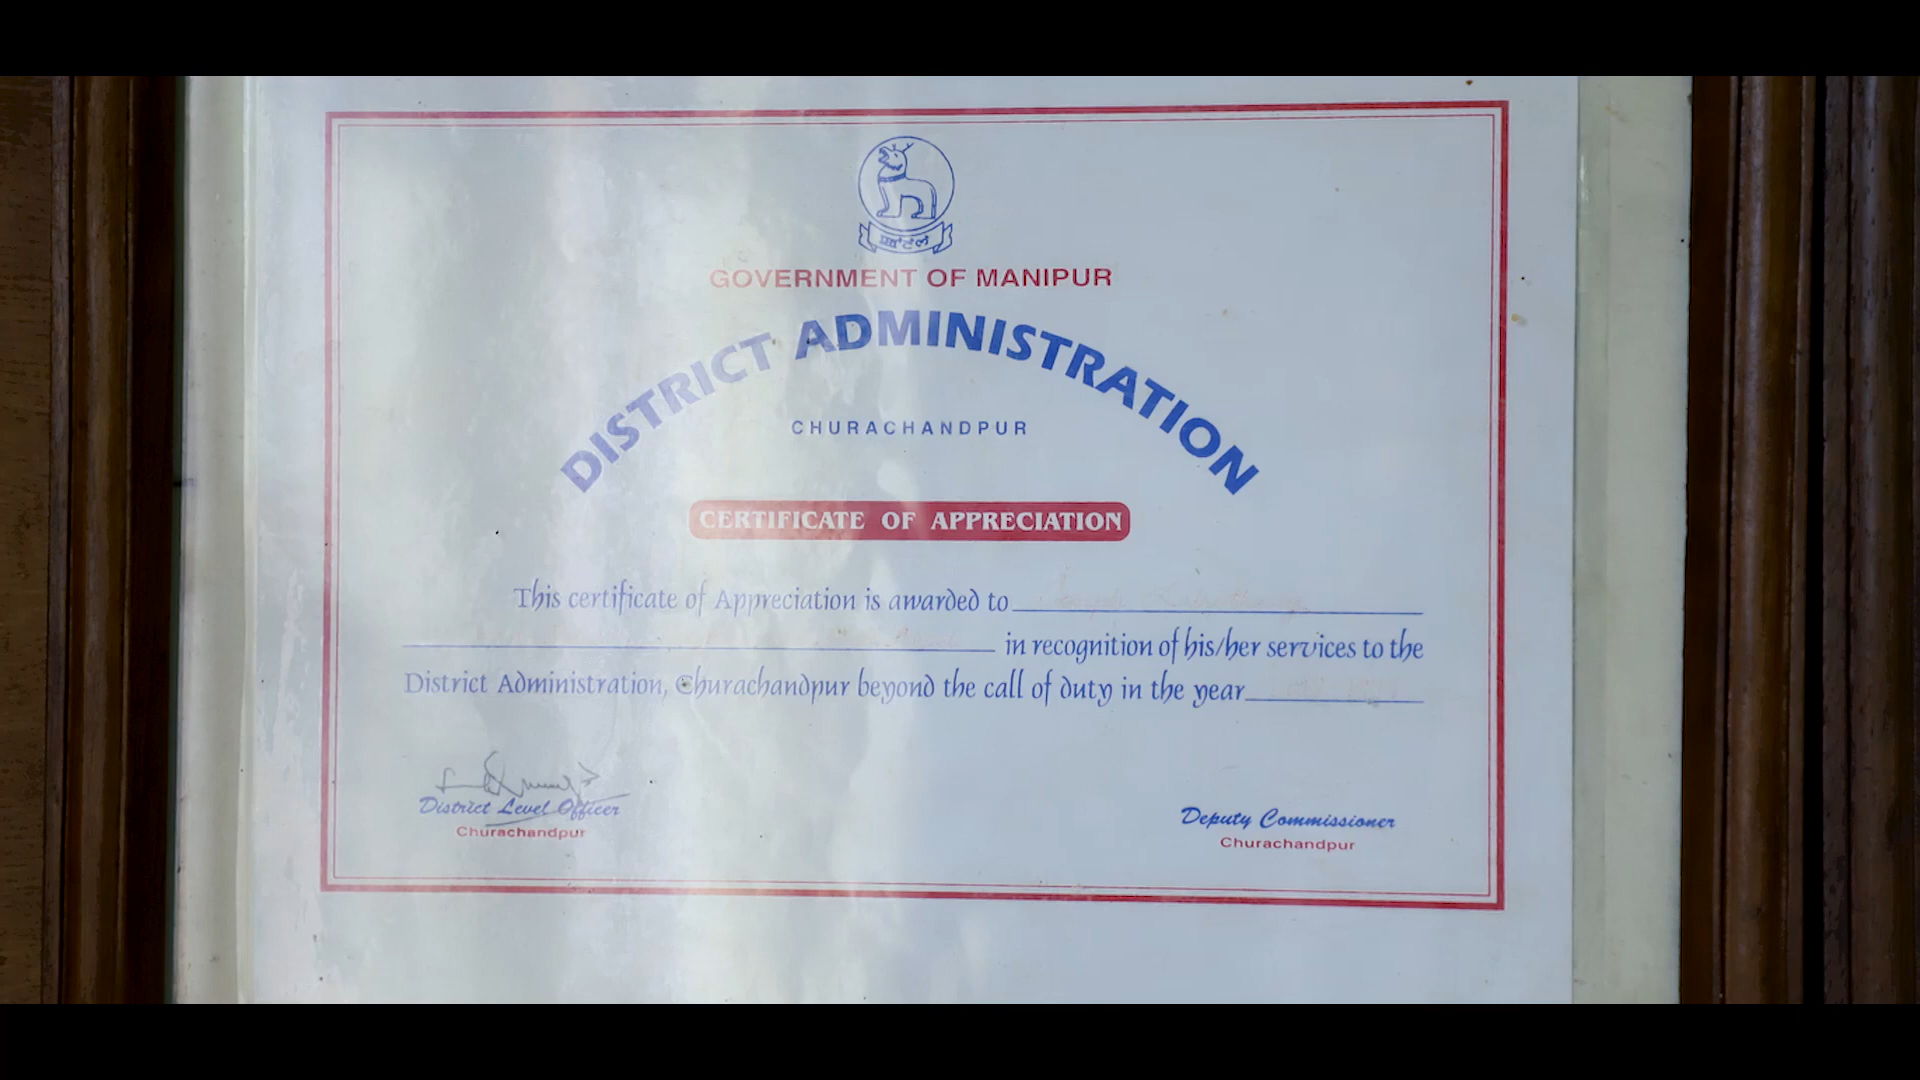 GOVERNMENT OF MANIPUR
DISTRICT ADMINISTRATION
CHURACHANDPUR
CERTIFICATE OF APPRECIATION
This certificate of Appreciation is awarded to
in recognition of his/her services to the
District Administration, Churachandpur beyond the call of duty in the year
District Level Officer
Churachandpur
Deputy Commissioner
Churachandpur